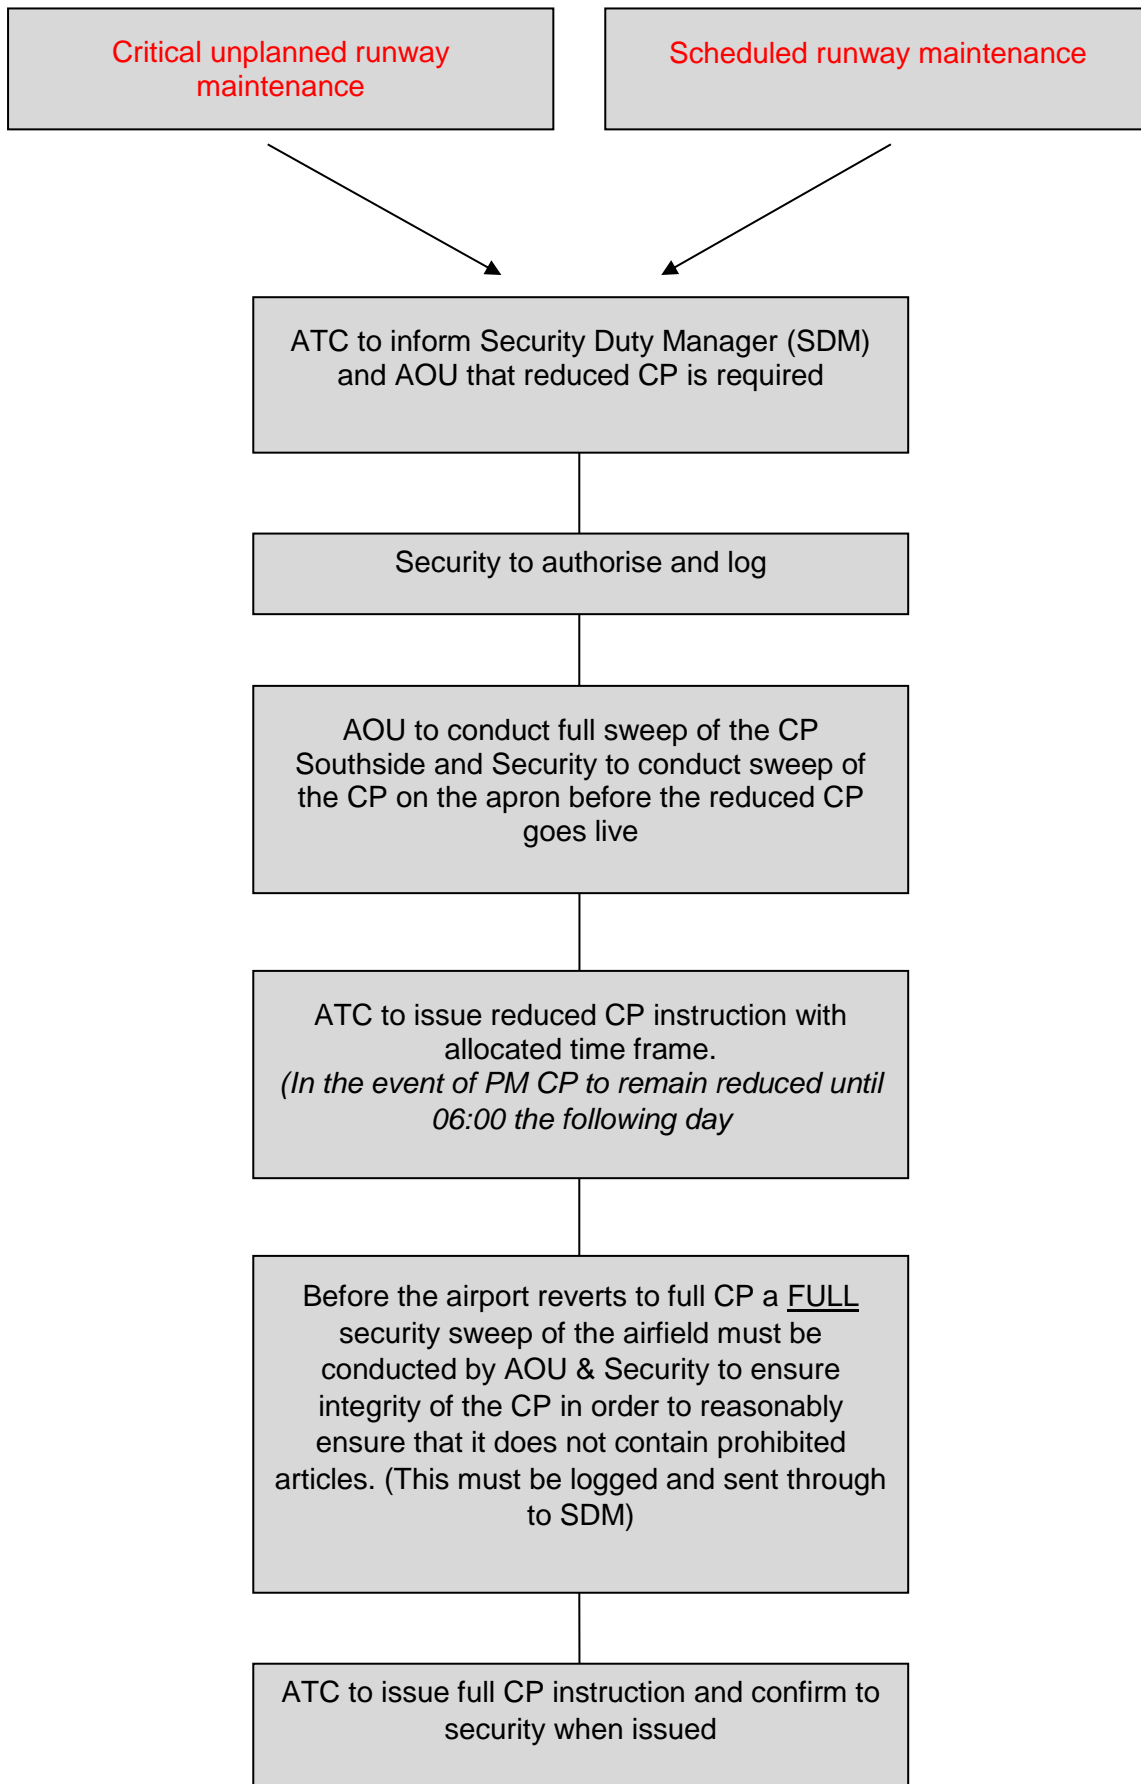 Critical unplanned runway
maintenance
Scheduled runway maintenance
ATC to inform Security Duty Manager (SDM)
and AOU that reduced CP is required
Security to authorise and log
AOU to conduct full sweep of the CP
Southside and Security to conduct sweep of
the CP on the apron before the reduced CP
goes live
ATC to issue reduced CP instruction with
allocated time frame.
(In the event of PM CP to remain reduced until
06:00 the following day
Before the airport reverts to full CP a FULL
security sweep of the airfield must be
conducted by AOU & Security to ensure
integrity of the CP in order to reasonably
ensure that it does not contain prohibited
articles. (This must be logged and sent through
to SDM)
ATC to issue full CP instruction and confirm to
security when issued